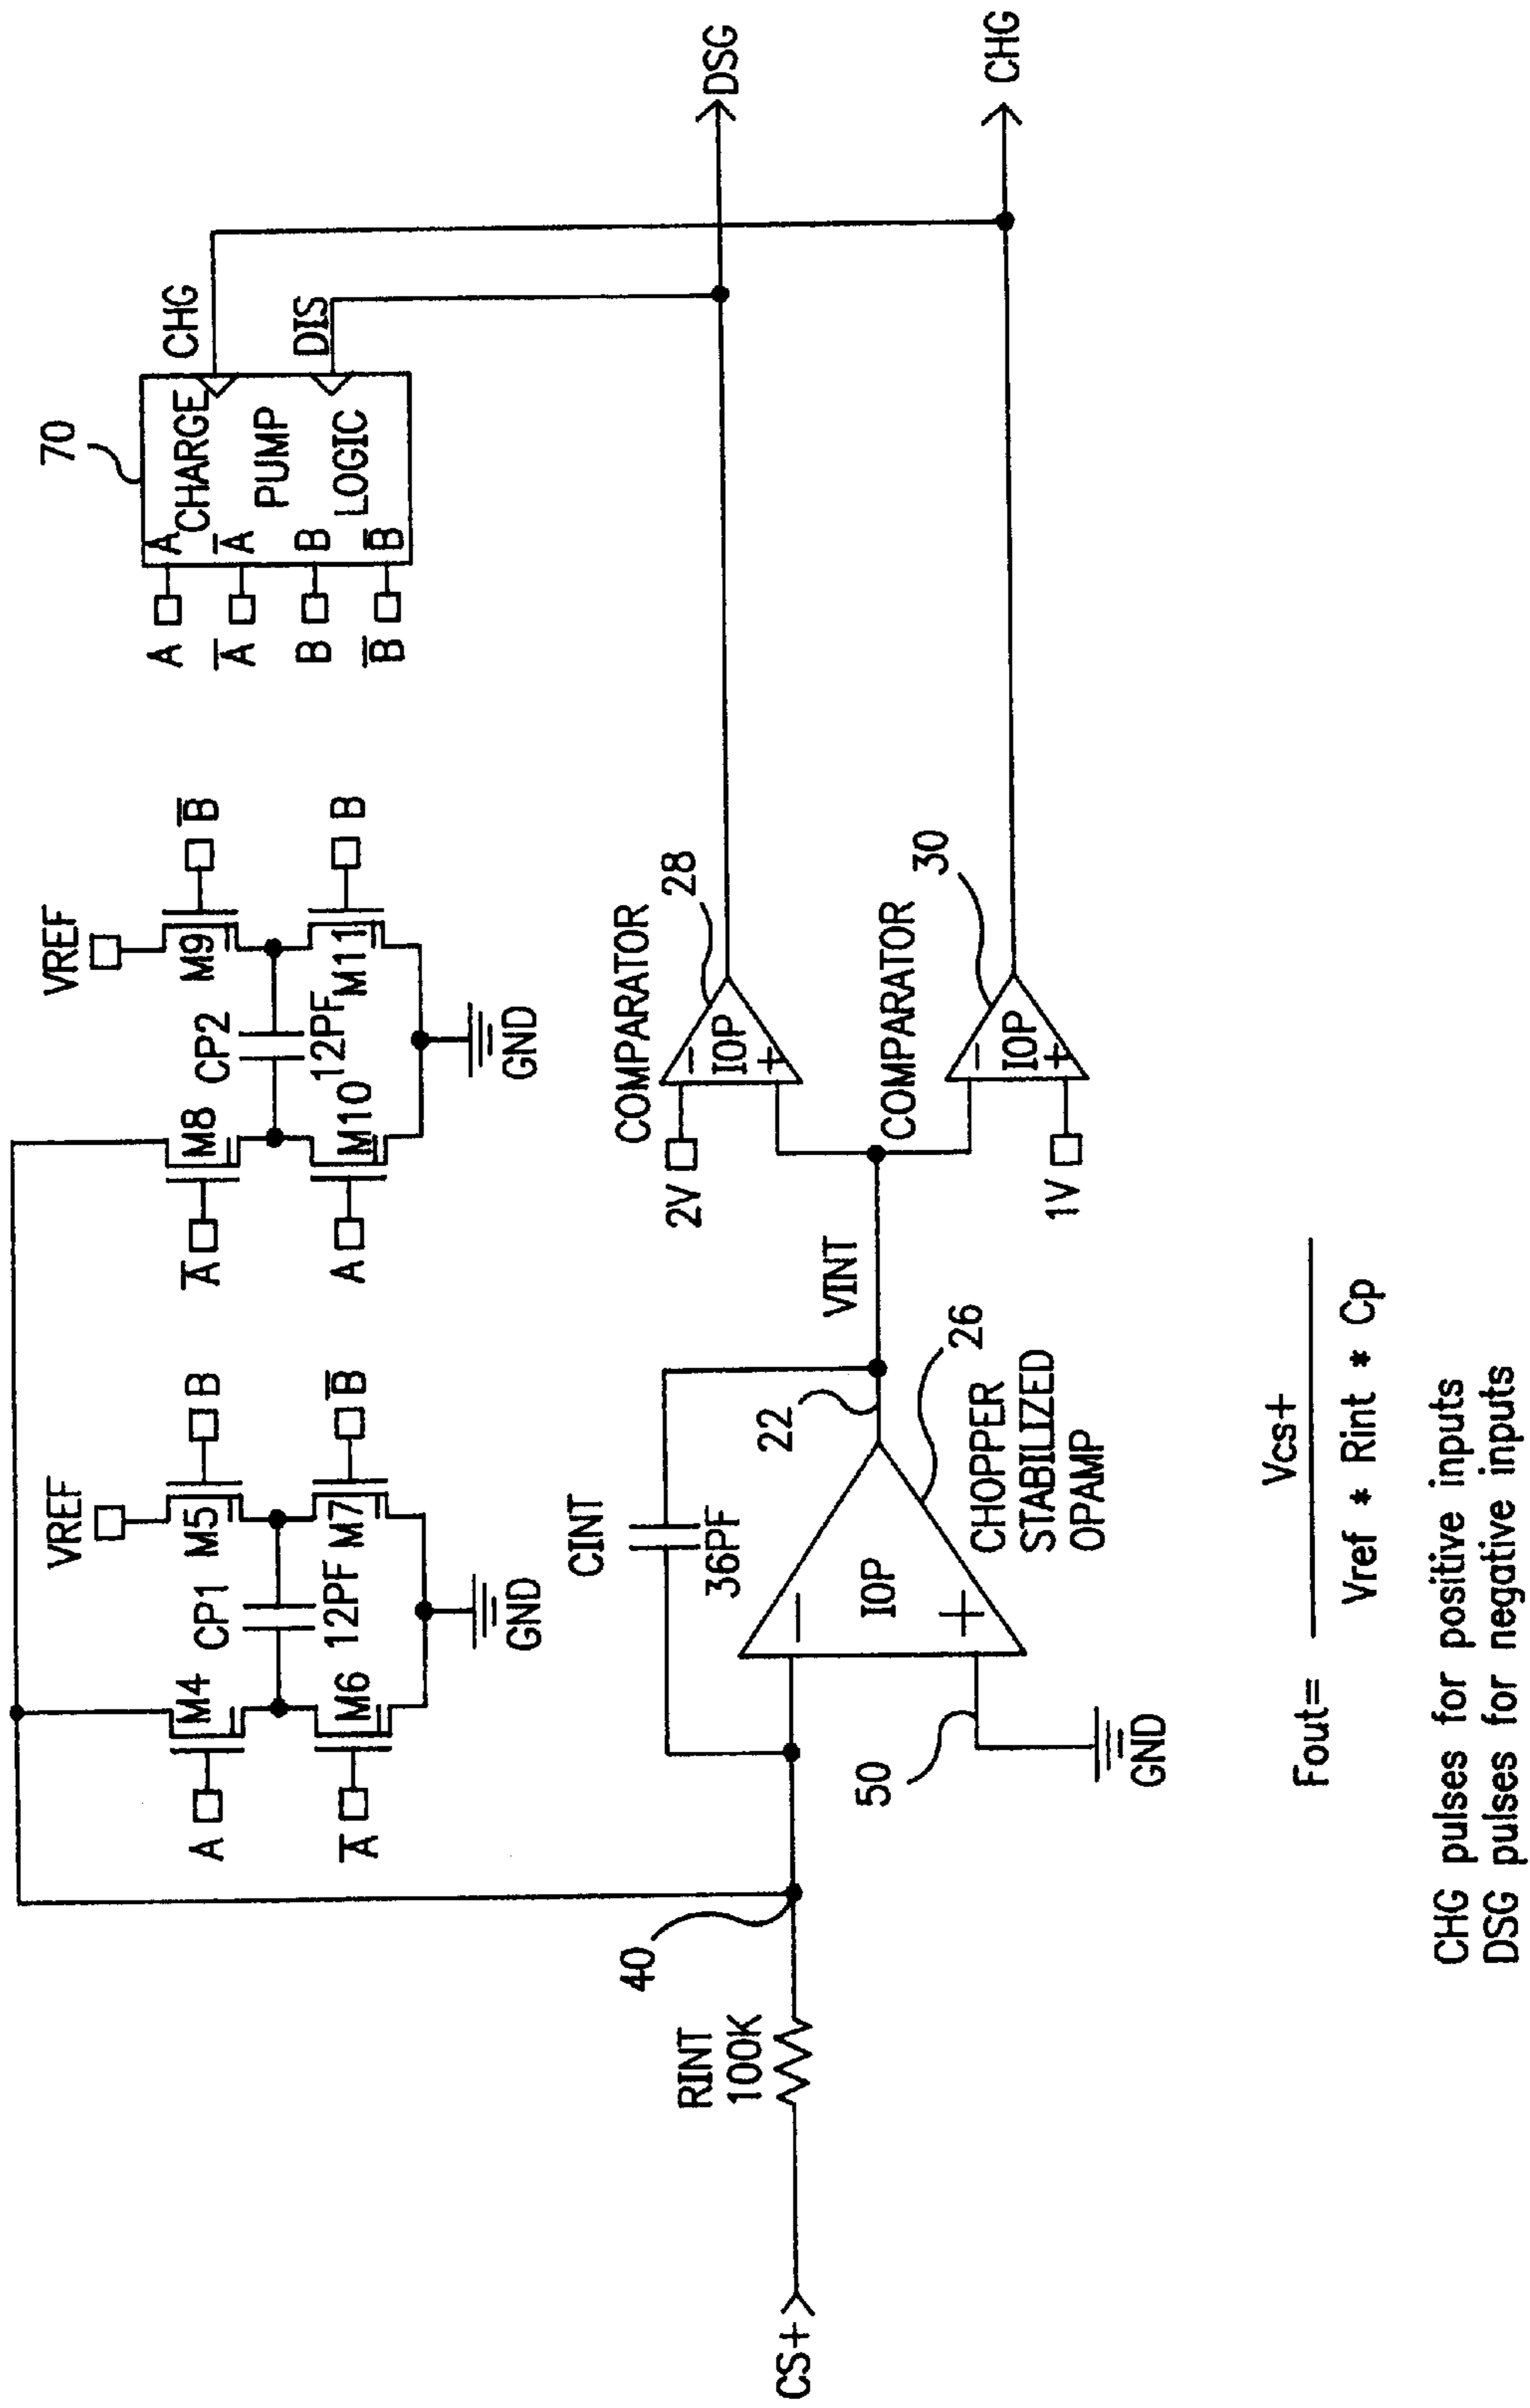 VREF
VREF
70
A
A
CHARGE
CHG
M4
M5
B
M8
M9
B̅
A
A̅
A̅
A̅
PUMP
CP1
CP2
B
B
DIS
12PF
12PF
A̅
M6
M7
B̅
A
M10
M11
B
B̅
B̅
LOGIC
GND
GND
CINT
COMPARATOR
28
40
36PF
2V
−
IOP
+
DSG
RINT
100K
22
VINT
CS+
−
IOP
+
26
COMPARATOR
30
50
CHOPPER
STABILIZED
OPAMP
1V
−
IOP
+
CHG
GND
Fout= Vcs+
Vref * Rint * Cp
CHG pulses for positive inputs
DSG pulses for negative inputs